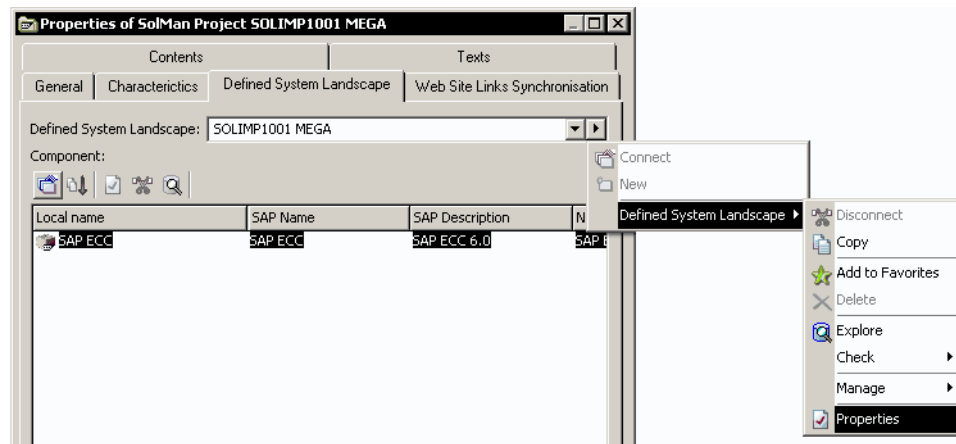 Properties of SolMan Project SOLIMP1001 MEGA
Contents Texts
General Characterictics Defined System Landscape Web Site Links Synchronisation
Defined System Landscape: SOLIMP1001 MEGA
Component:
Connect
New
Defined System Landscape
Local name SAP Name SAP Description N
SAP ECC SAP ECC SAP ECC 6.0 SAP E
Disconnect
Copy
Add to Favorites
Delete
Explore
Check
Manage
Properties